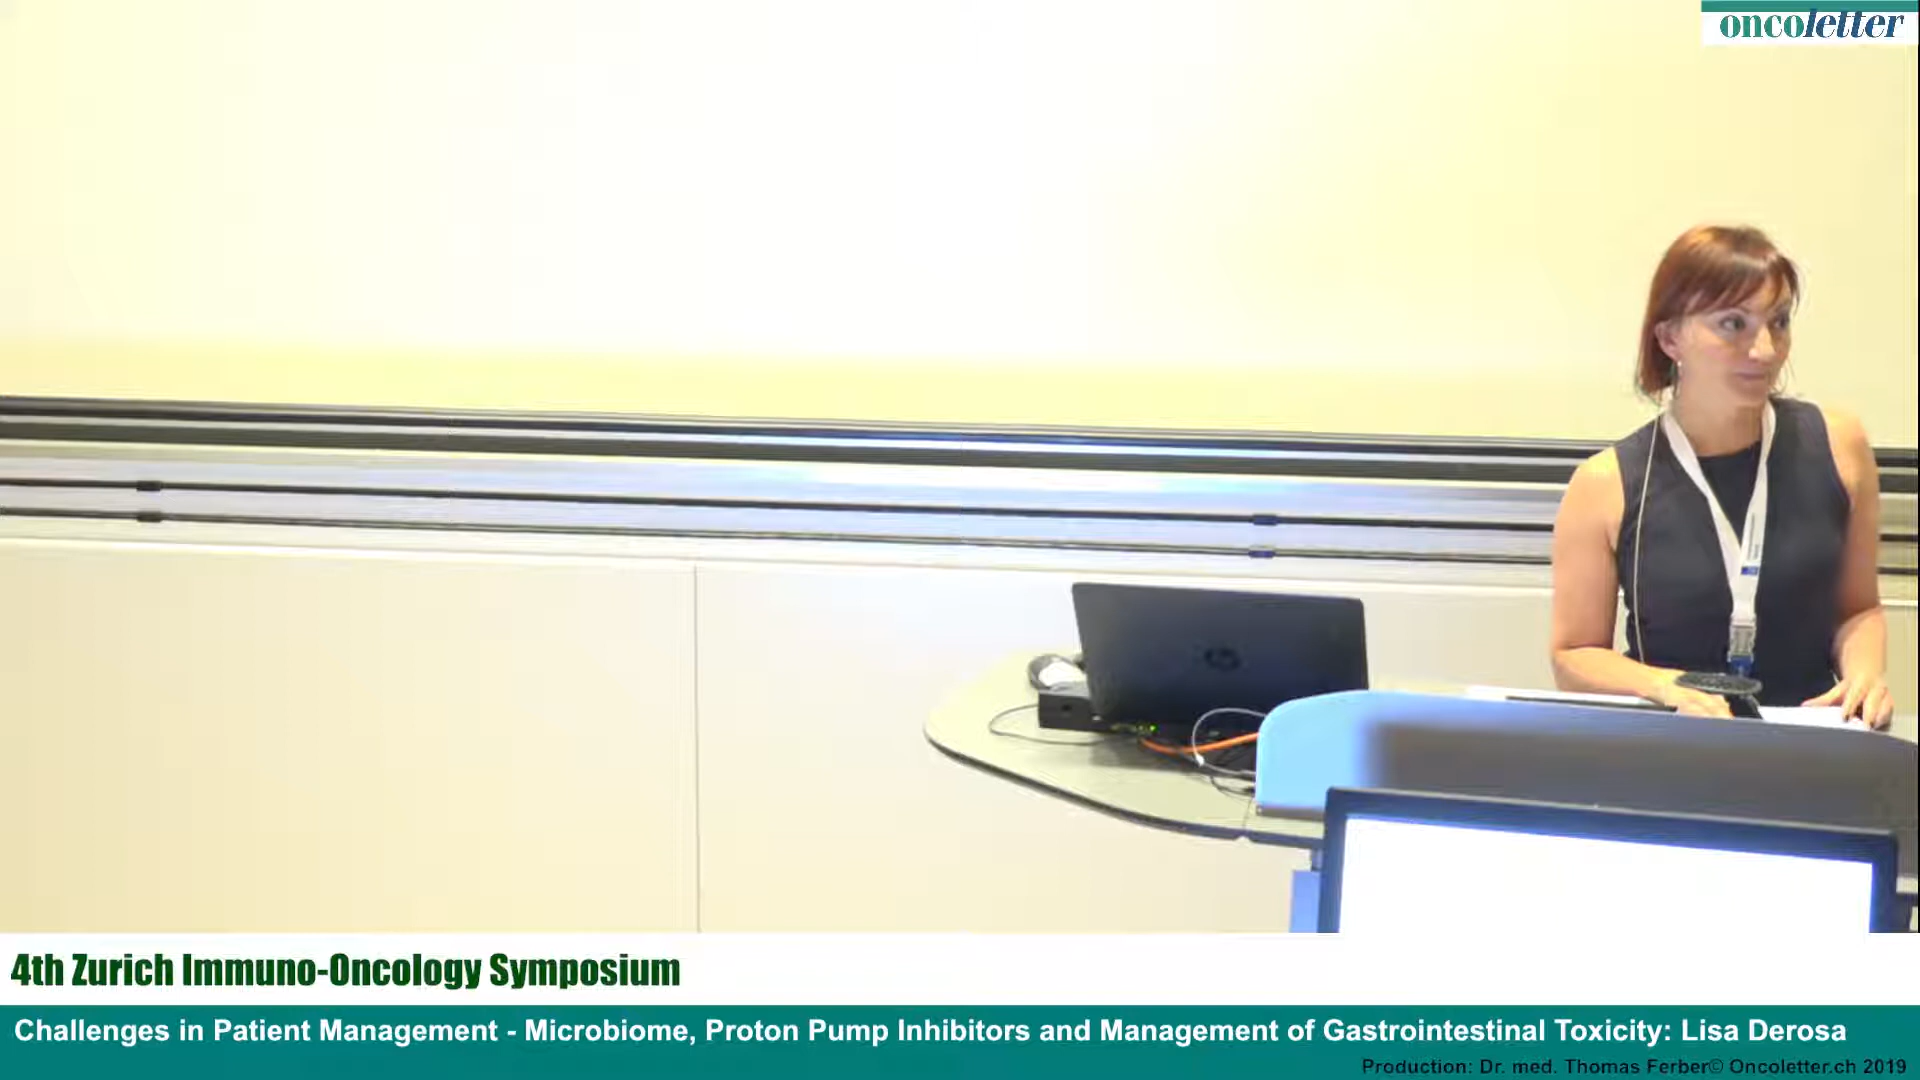 oncoletter
hp
4th Zurich Immuno-Oncology Symposium
Challenges in Patient Management - Microbiome, Proton Pump Inhibitors and Management of Gastrointestinal Toxicity: Lisa Derosa
Production: Dr. med. Thomas Ferber© Oncoletter.ch 2019